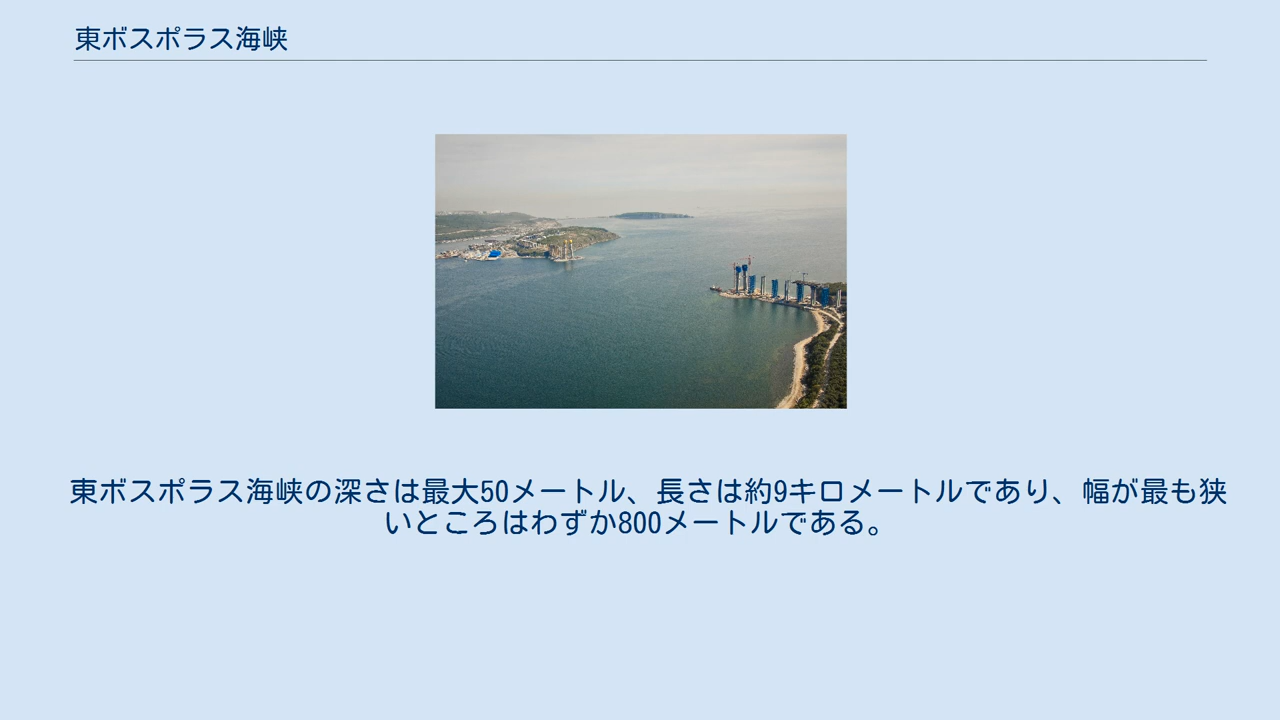 東ボスポラス海峡
東ボスポラス海峡の深さは最大50メートル、長さは約9キロメートルであり、幅が最も狭
いところはわずか800メートルである。